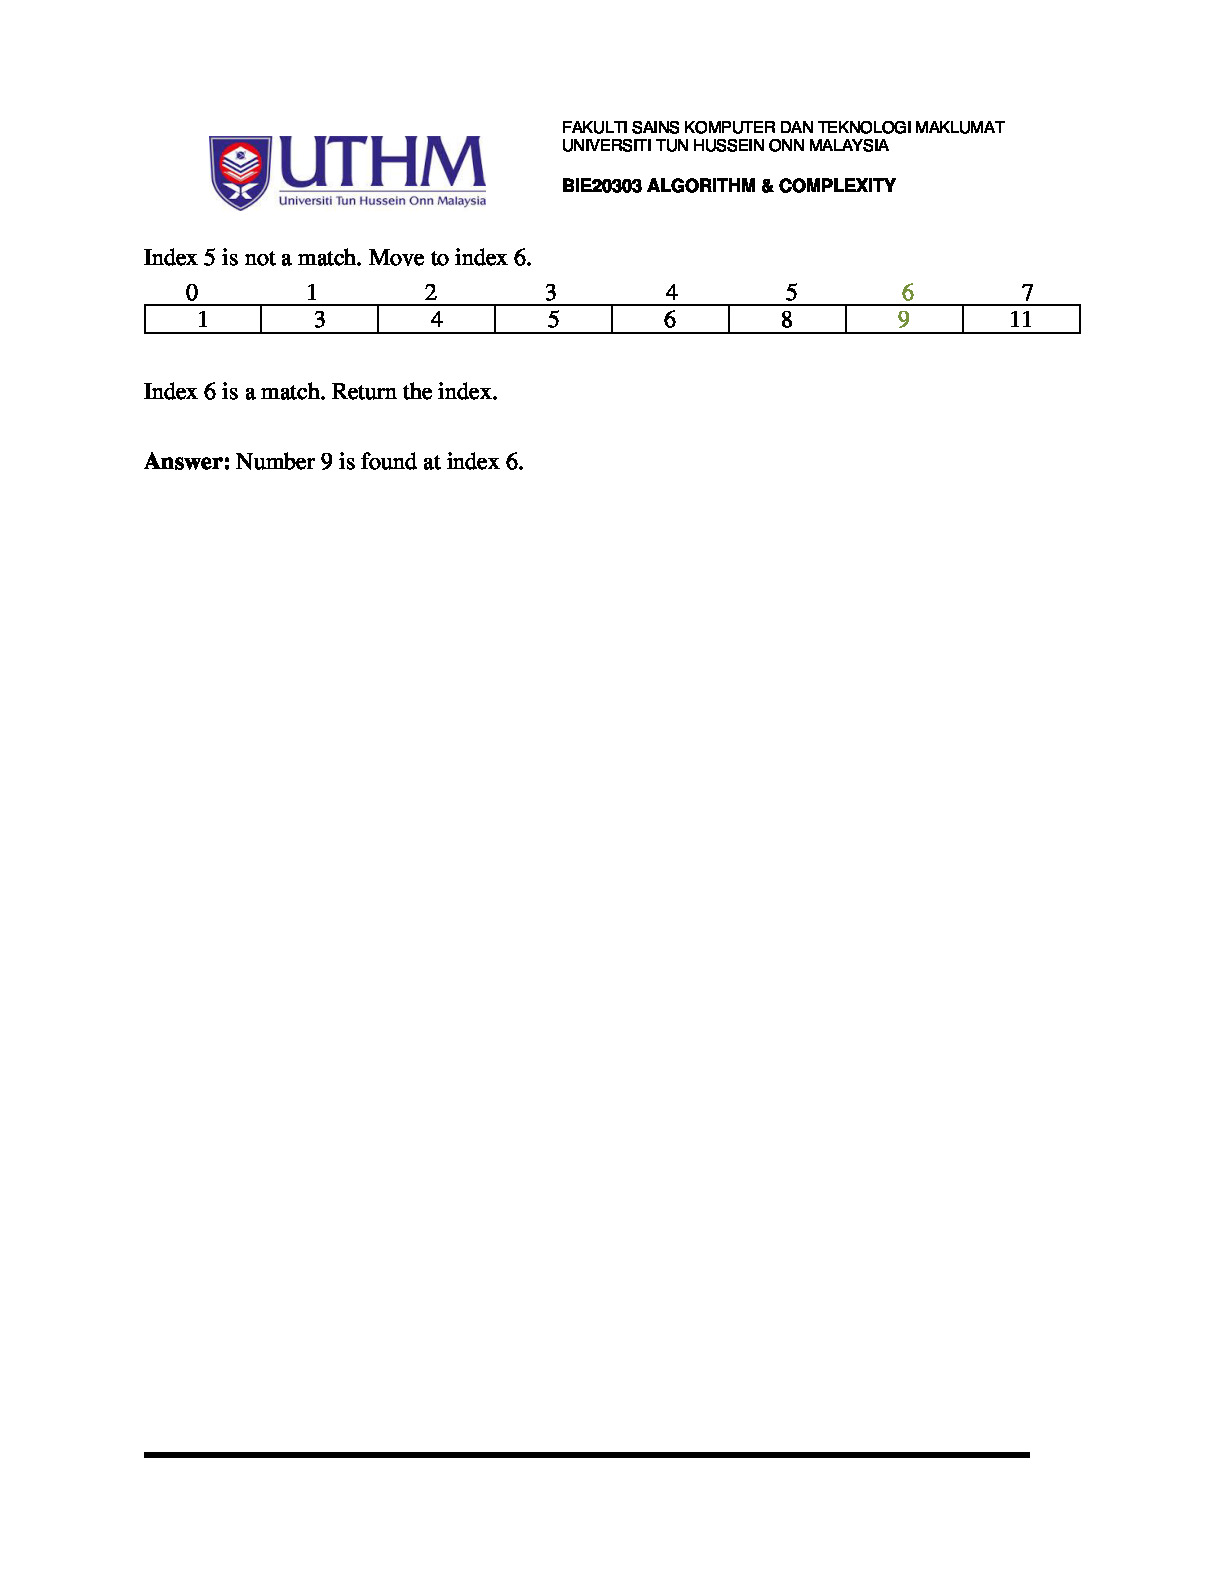 UTHM
Universiti Tun Hussein Onn Malaysia
FAKULTI SAINS KOMPUTER DAN TEKNOLOGI MAKLUMAT
UNIVERSITI TUN HUSSEIN ONN MALAYSIA
BIE20303 ALGORITHM & COMPLEXITY
Index 5 is not a match. Move to index 6.
0 1 2 3 4 5 6 7
1 3 4 5 6 8 9 11
Index 6 is a match. Return the index.
Answer: Number 9 is found at index 6.